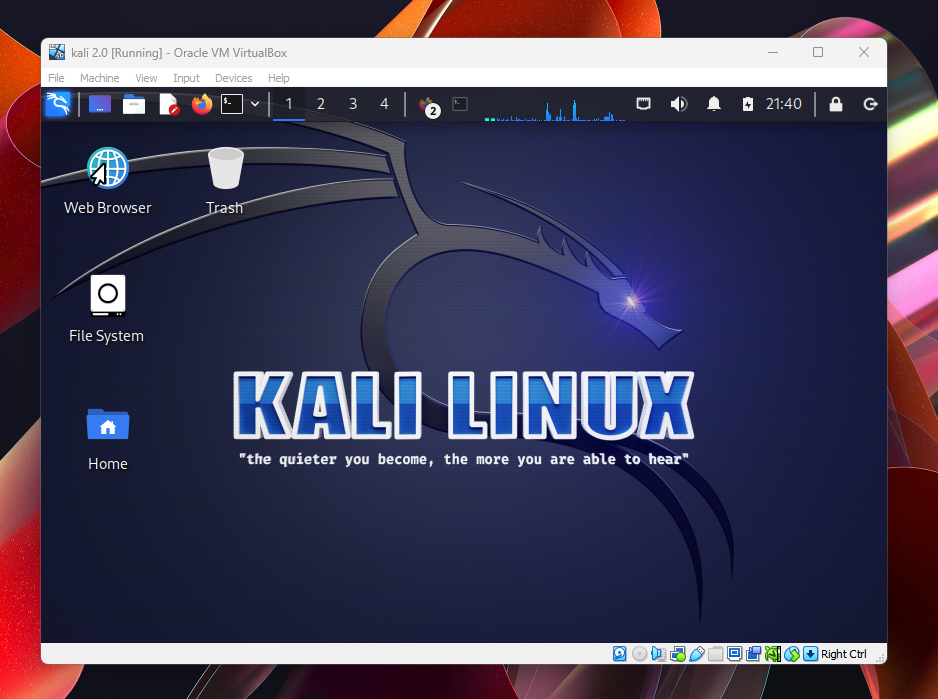 kali 2.0 [Running] - Oracle VM VirtualBox
File Machine View Input Devices Help
1 2 3 4 2 21:40
Web Browser Trash
File System
Home
KALI LINUX
"the quieter you become, the more you are able to hear"
Right Ctrl